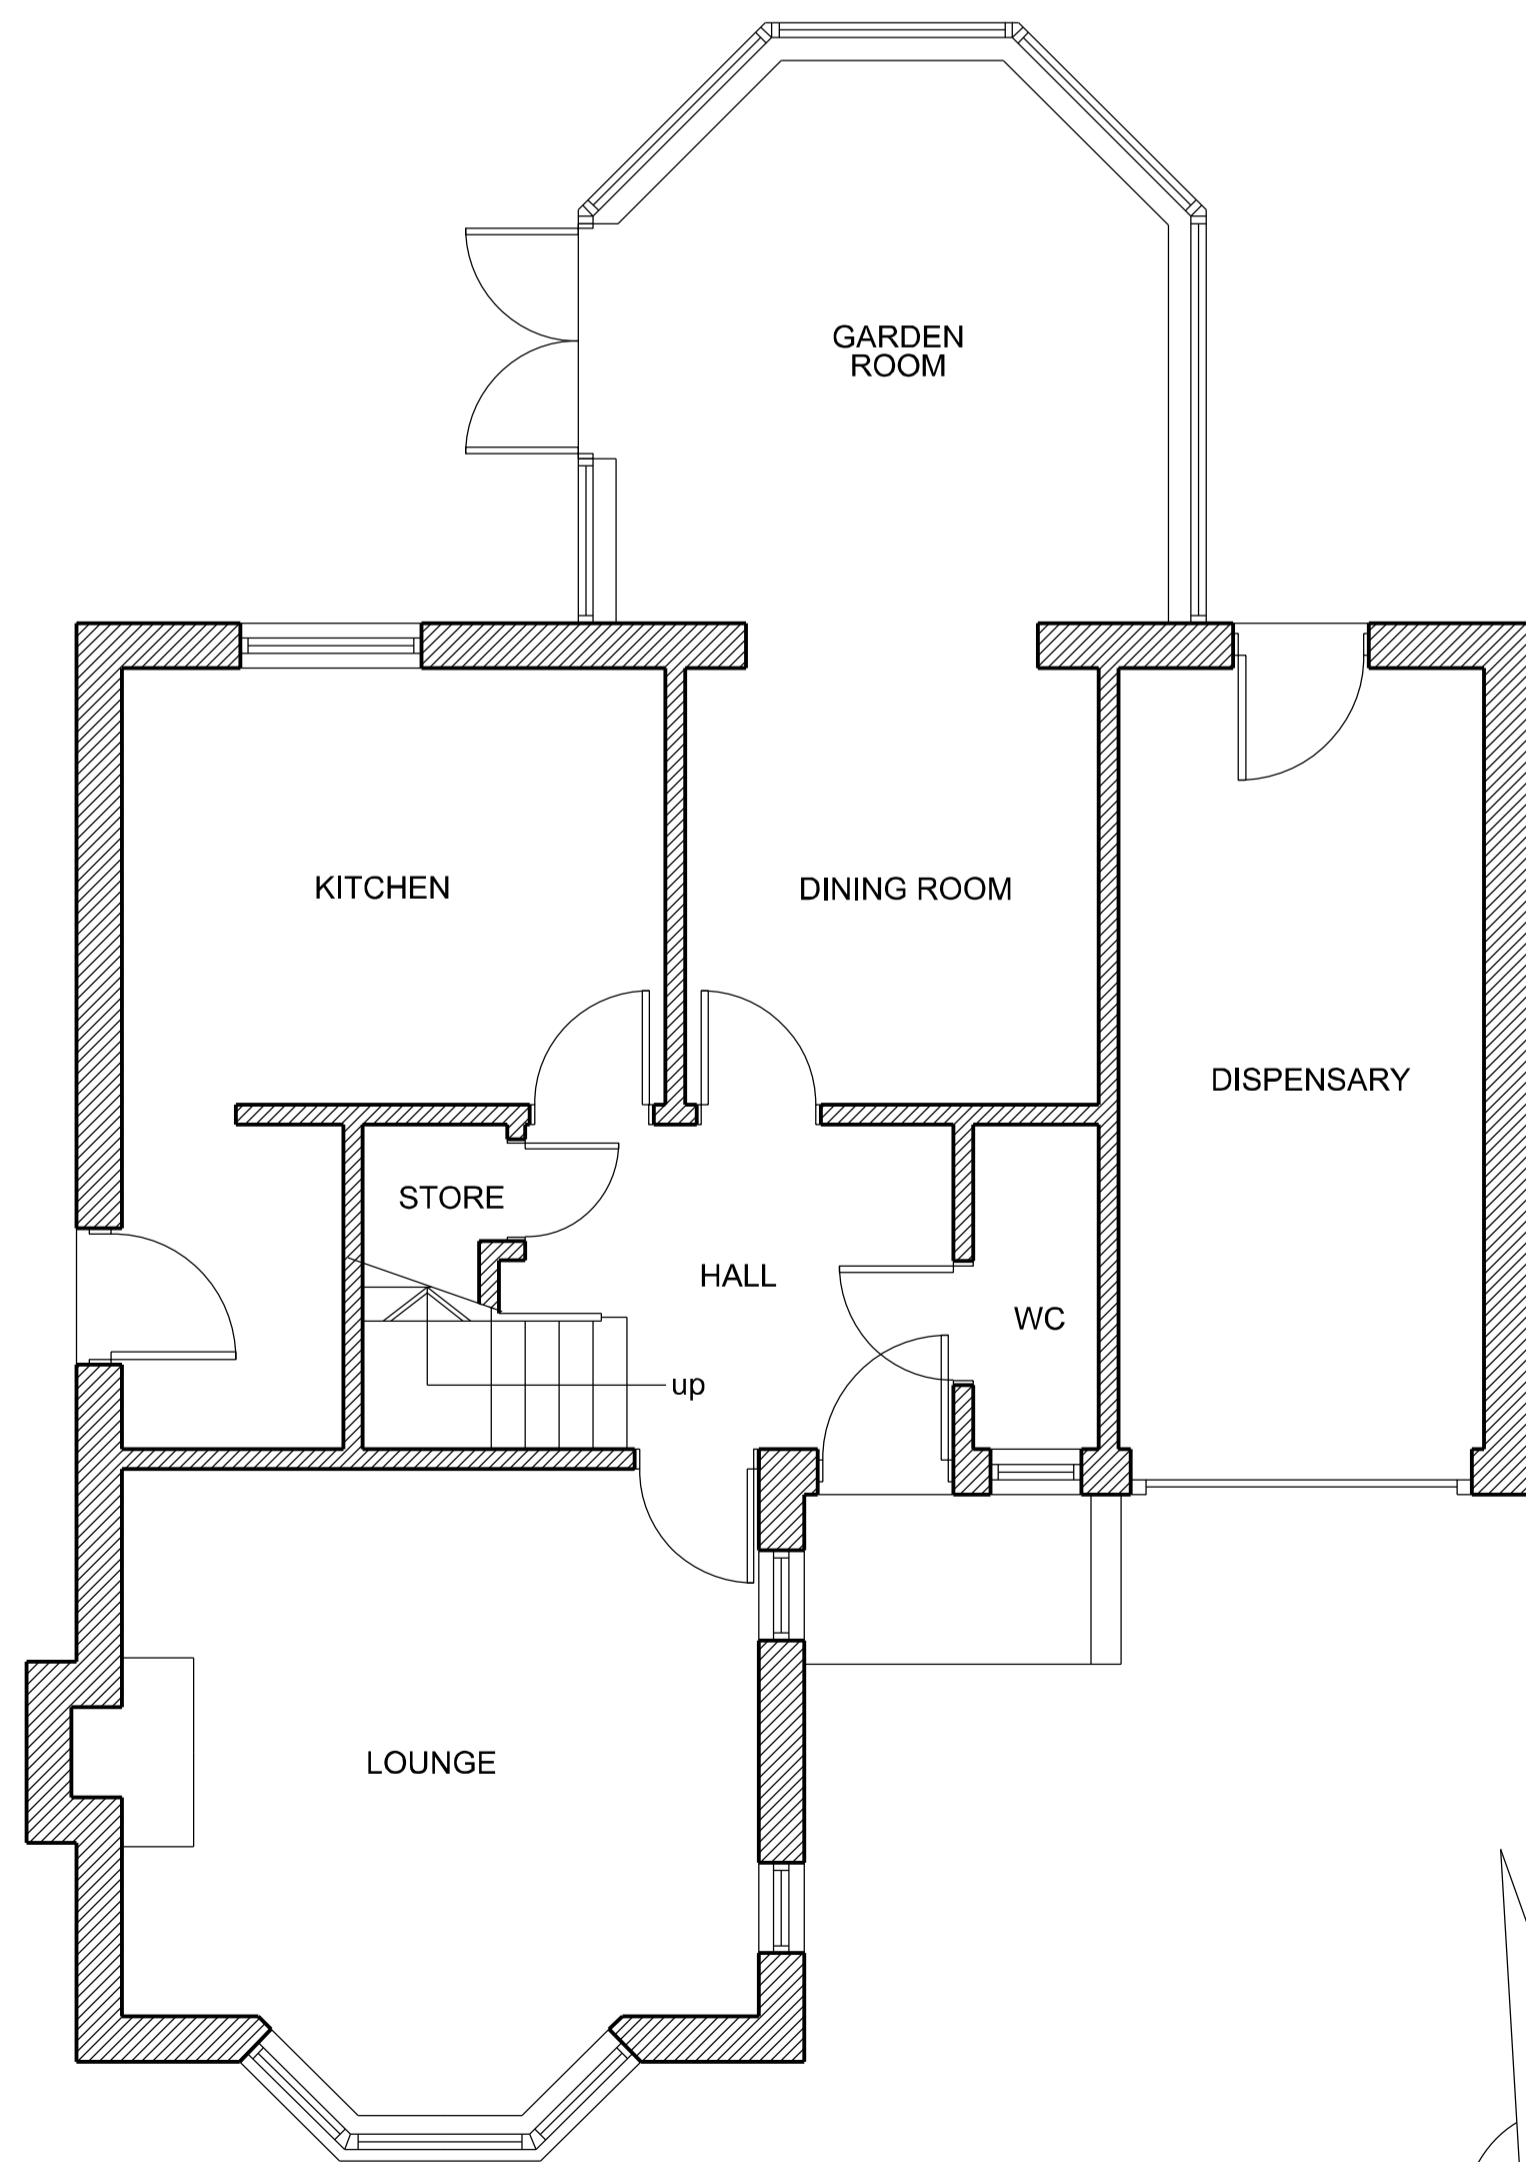 GARDEN
ROOM
KITCHEN
DINING ROOM
DISPENSARY
STORE
HALL
WC
up
LOUNGE